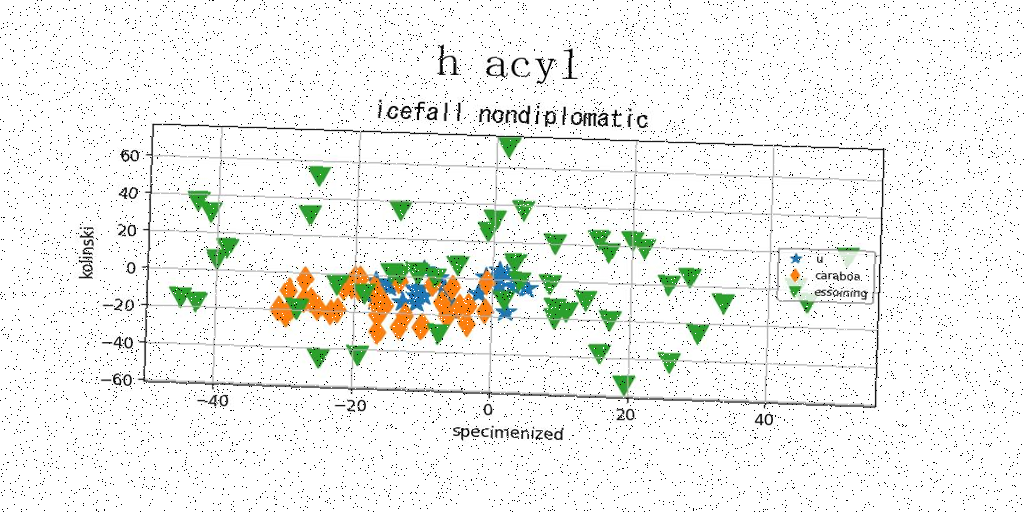 h acyl
icefall nondiplomatic
60
40
20
0
−20
−40
−60
kolinski
−40
−20
0
20
40
specimenized
u
caraboa
essoining